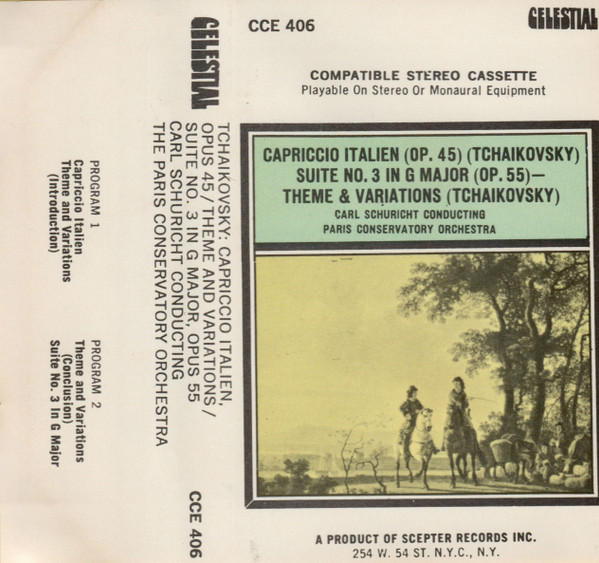 PROGRAM 1
Capriccio Italien
Theme and Variations
(Introduction)
PROGRAM 2
Theme and Variations
(Conclusion)
Suite No. 3 In G Major
CELESTIAL
TCHAIKOVSKY: CAPRICCIO ITALIEN,
OPUS 45/THEME AND VARIATIONS/
SUITE NO. 3 IN G MAJOR, OPUS 55
CARL SCHURICHT CONDUCTING
THE PARIS CONSERVATORY ORCHESTRA
CCE 406
CCE 406
CELESTIAL
COMPATIBLE STEREO CASSETTE
Playable On Stereo Or Monaural Equipment
CAPRICCIO ITALIEN (OP. 45) (TCHAIKOVSKY)
SUITE NO. 3 IN G MAJOR (OP. 55)—
THEME & VARIATIONS (TCHAIKOVSKY)
CARL SCHURICHT CONDUCTING
PARIS CONSERVATORY ORCHESTRA
A PRODUCT OF SCEPTER RECORDS INC.
254 W. 54 ST. N.Y.C., N.Y.